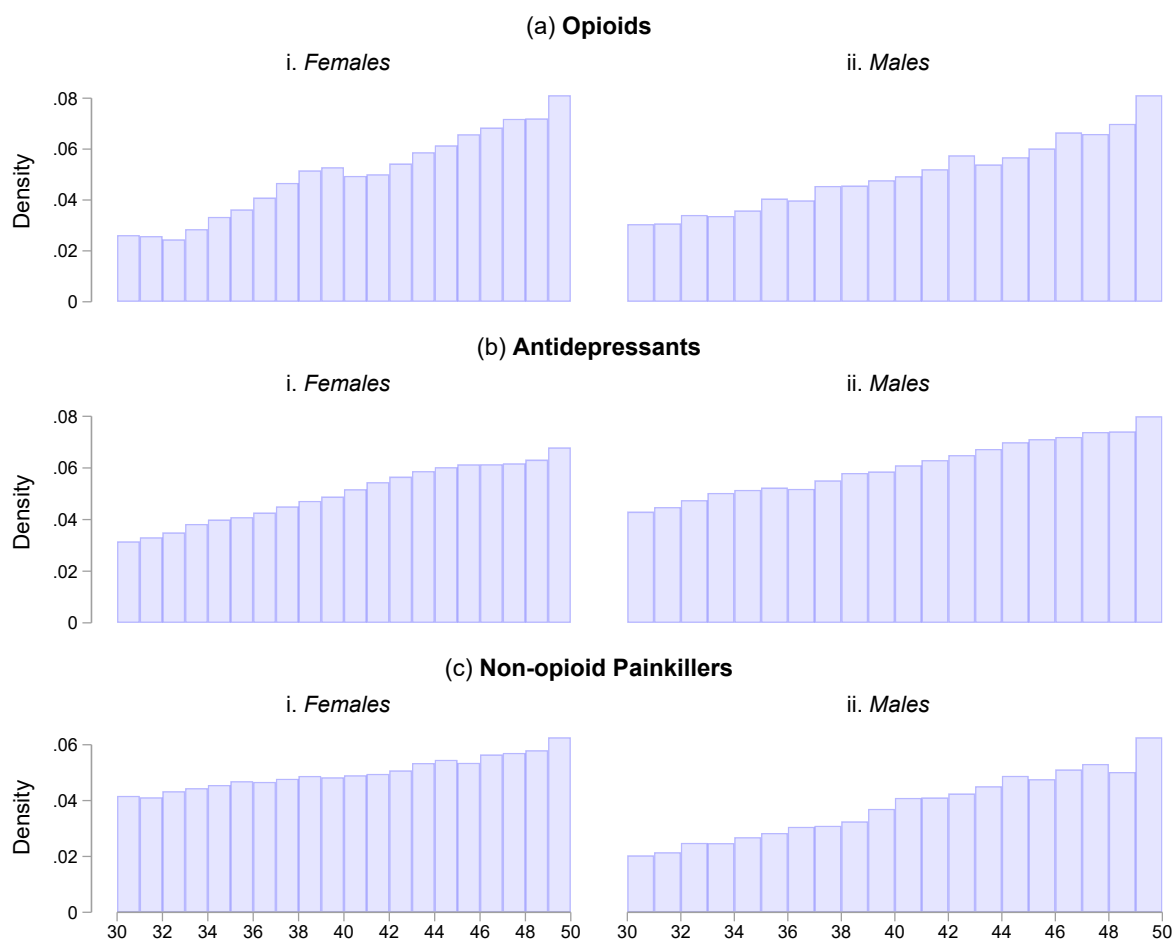 (a) Opioids
i. Females
ii. Males
.08
.06
.04
.02
0
Density
(b) Antidepressants
i. Females
ii. Males
.08
.06
.04
.02
0
Density
(c) Non-opioid Painkillers
i. Females
ii. Males
.06
.04
.02
0
Density
30 32 34 36 38 40 42 44 46 48 50
30 32 34 36 38 40 42 44 46 48 50